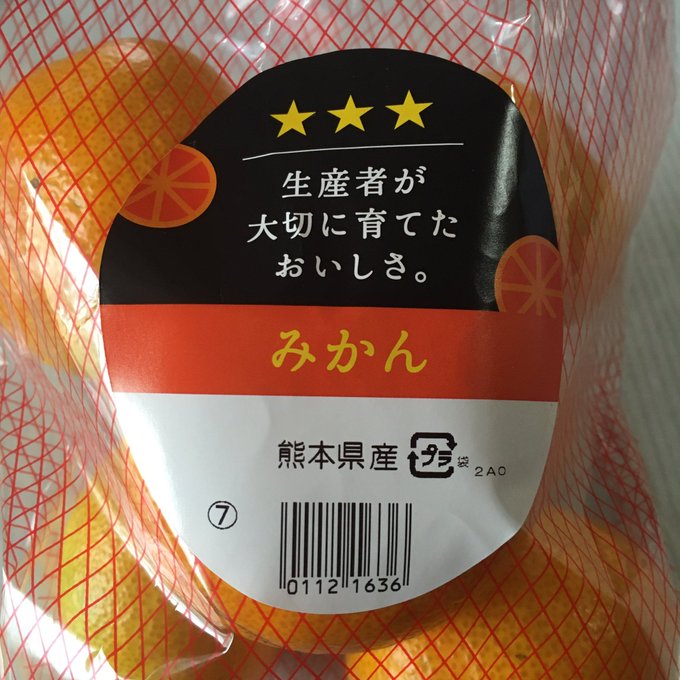 ★★★
生産者が
大切に育てた
おいしさ。
みかん
熊本県産 プラ 袋 2AO
⑦
0112 1636